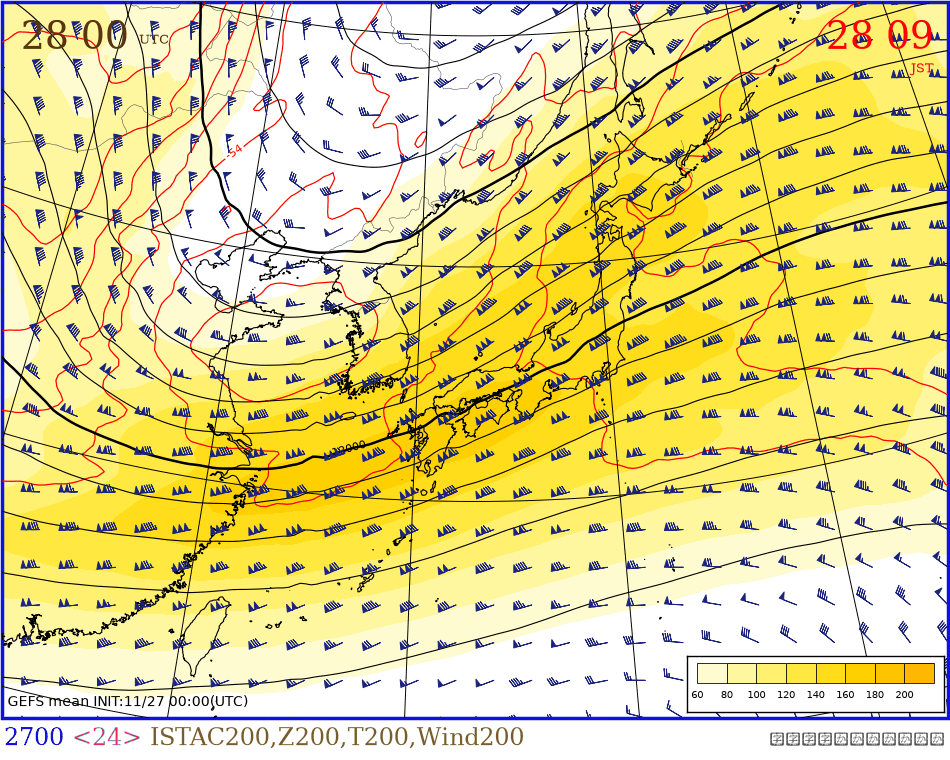 28 00 UTC
28 09
JST
-54
GEFS mean INIT:11/27 00:00(UTC)
60 80 100 120 140 160 180 200
2700 <24> ISTAC200,Z200,T200,Wind200